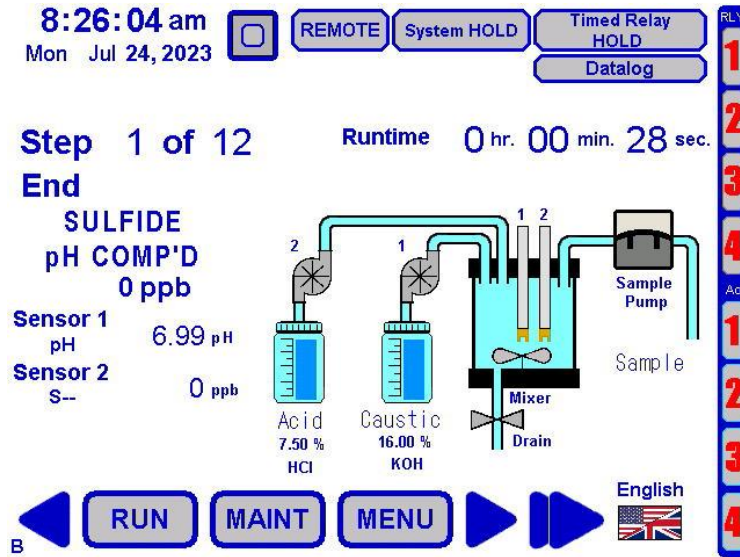 8:26:04 am
Mon Jul 24, 2023
REMOTE
System HOLD
Timed Relay
HOLD
Datalog
RLY
1
2
3
4
Step 1 of 12
Runtime 0 hr. 00 min. 28 sec.
End
SULFIDE
pH COMP'D
0 ppb
Sensor 1
pH
6.99 pH
Sensor 2
S--
0 ppb
2
1
1 2
Sample
Pump
Sample
Mixer
Drain
Acid
7.50 %
HCI
Caustic
16.00 %
KOH
1
2
3
4
RUN
MAINT
MENU
English
B